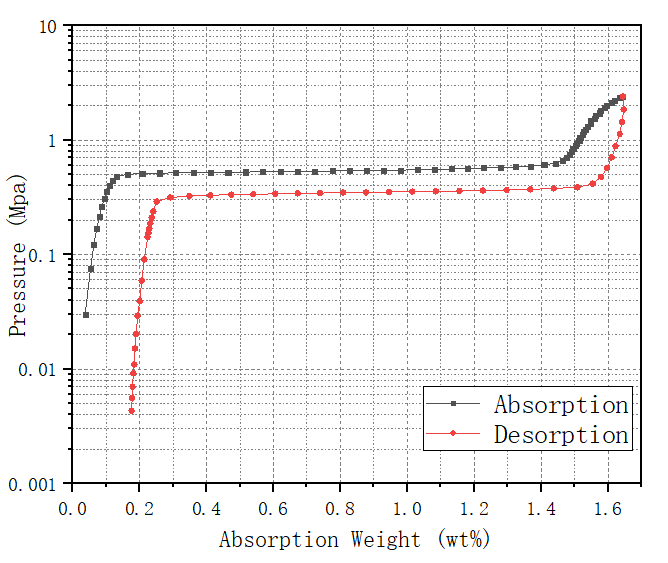 10
1
0.1
0.01
0.001
Pressure (Mpa)
Absorption
Desorption
0.0 0.2 0.4 0.6 0.8 1.0 1.2 1.4 1.6
Absorption Weight (wt%)